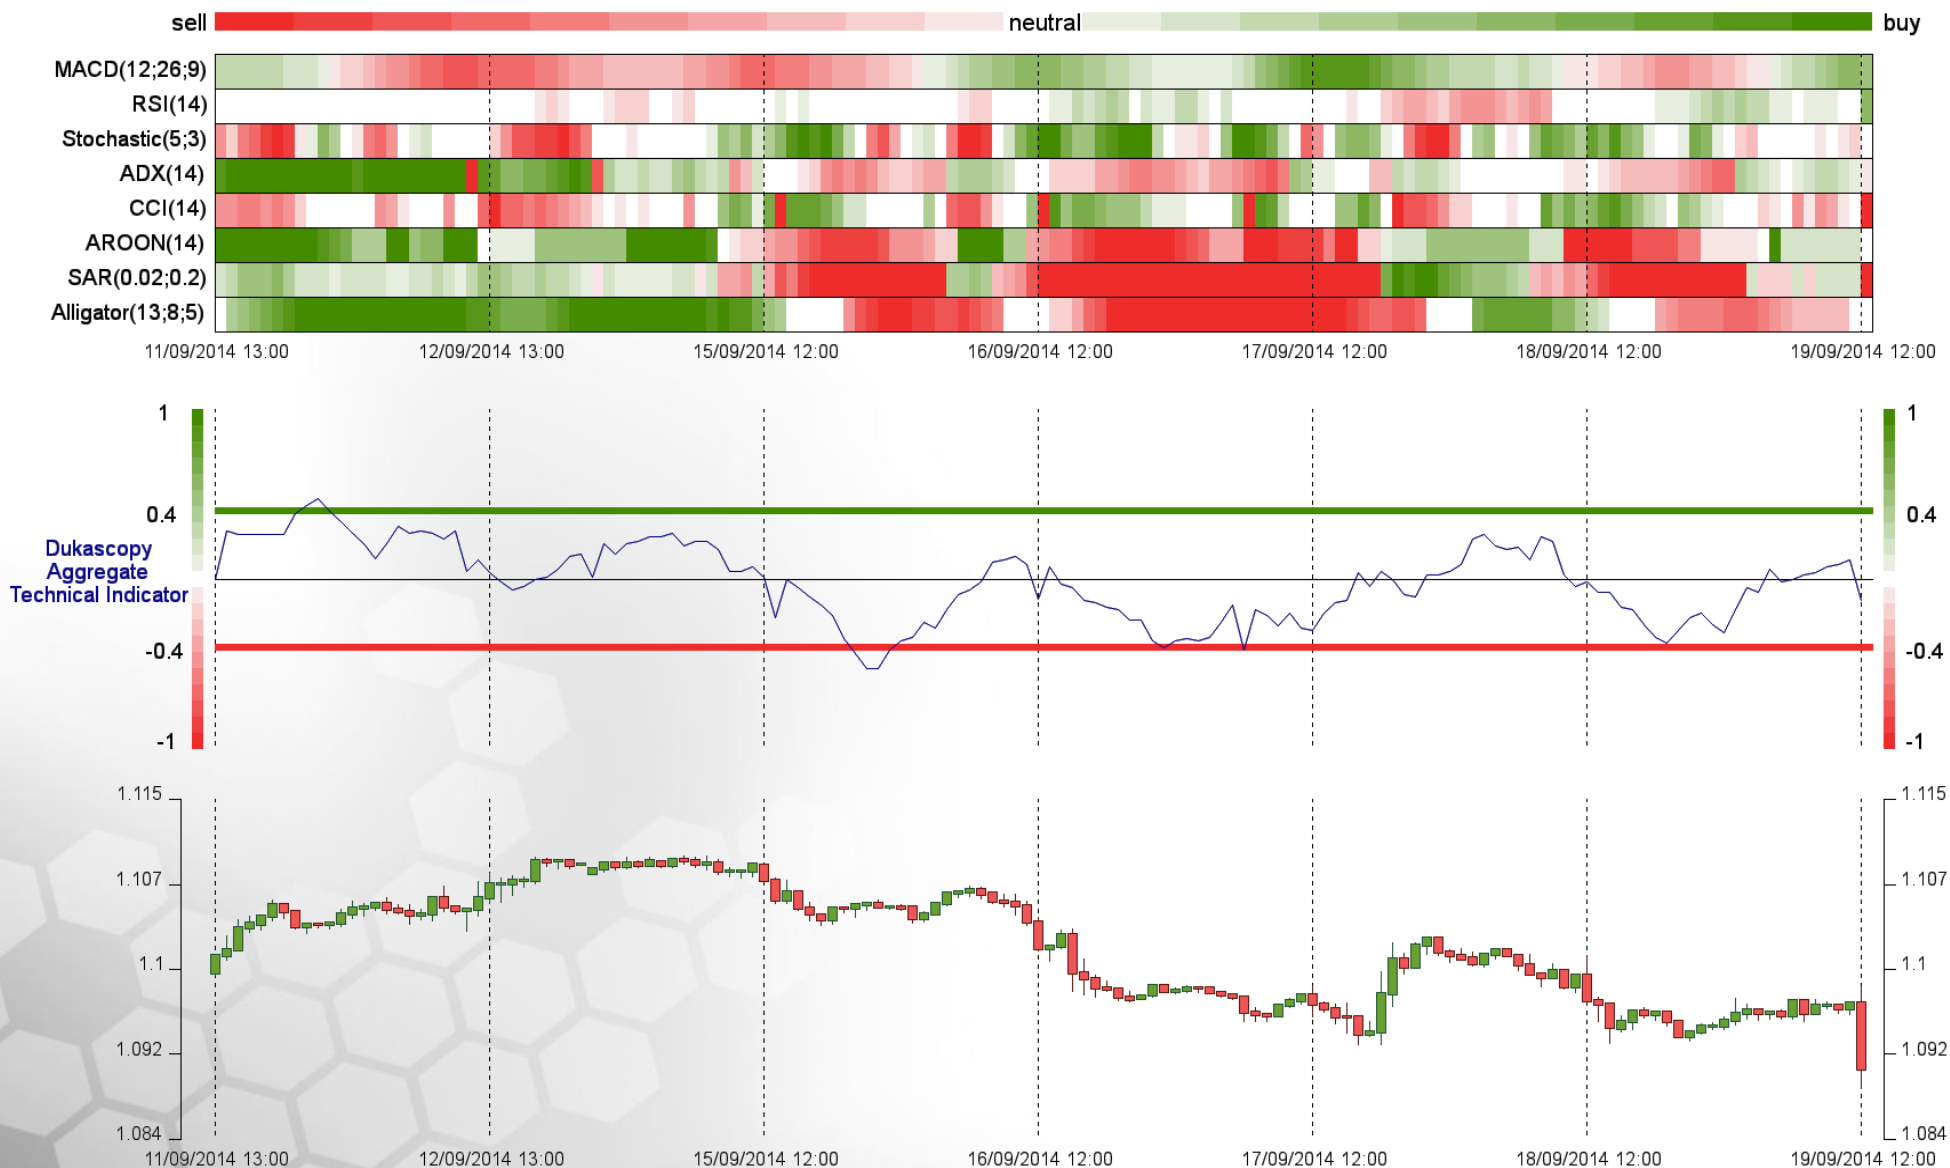 sell neutral buy
MACD(12;26;9)
RSI(14)
Stochastic(5;3)
ADX(14)
CCI(14)
AROON(14)
SAR(0.02;0.2)
Alligator(13;8;5)
11/09/2014 13:00 12/09/2014 13:00 15/09/2014 12:00 16/09/2014 12:00 17/09/2014 12:00 18/09/2014 12:00 19/09/2014 12:00
1 1
0.4 0.4
Dukascopy
Aggregate
Technical Indicator
-0.4 -0.4
-1 -1
1.115 1.115
1.107 1.107
1.1 1.1
1.092 1.092
1.084 1.084
11/09/2014 13:00 12/09/2014 13:00 15/09/2014 12:00 16/09/2014 12:00 17/09/2014 12:00 18/09/2014 12:00 19/09/2014 12:00